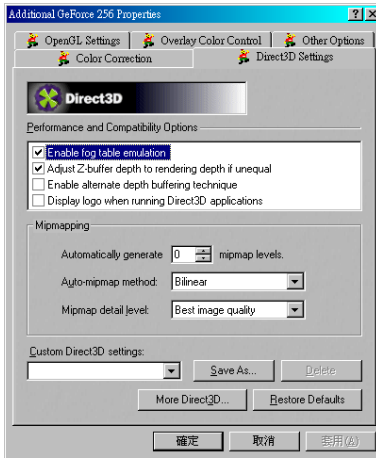 Additional GeForce 256 Properties
OpenGL Settings
Overlay Color Control
Other Options
Color Correction
Direct3D Settings
Direct3D
Performance and Compatibility Options
Enable fog table emulation
Adjust Z-buffer depth to rendering depth if unequal
Enable alternate depth buffering technique
Display logo when running Direct3D applications
Mipmapping
Automatically generate 0 mipmap levels.
Auto-mipmap method: Bilinear
Mipmap detail level: Best image quality
Custom Direct3D settings:
Save As...
Delete
More Direct3D...
Restore Defaults
確定
取消
套用(A)